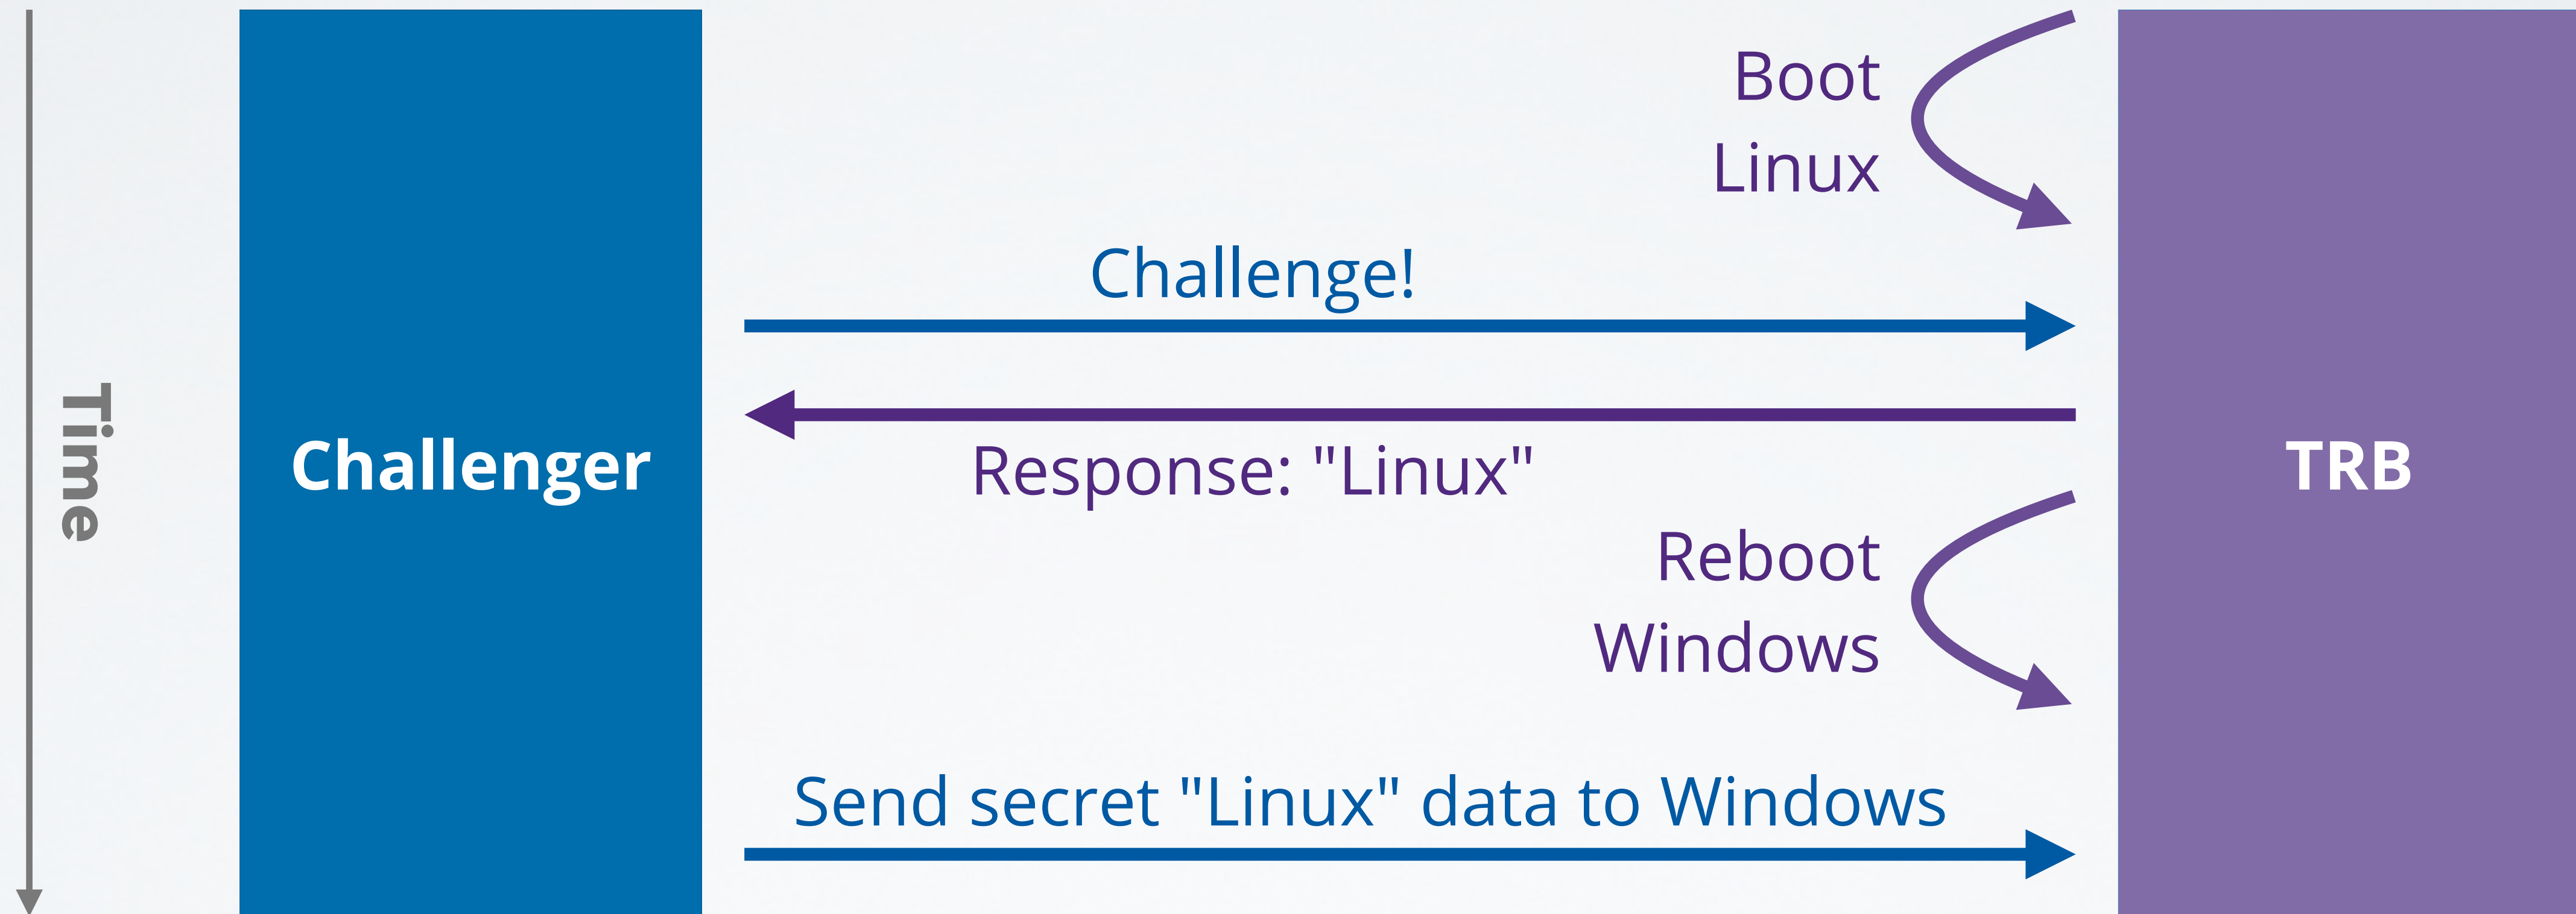 Boot
Linux
Challenge!
Time
Challenger
Response: "Linux"
TRB
Reboot
Windows
Send secret "Linux" data to Windows